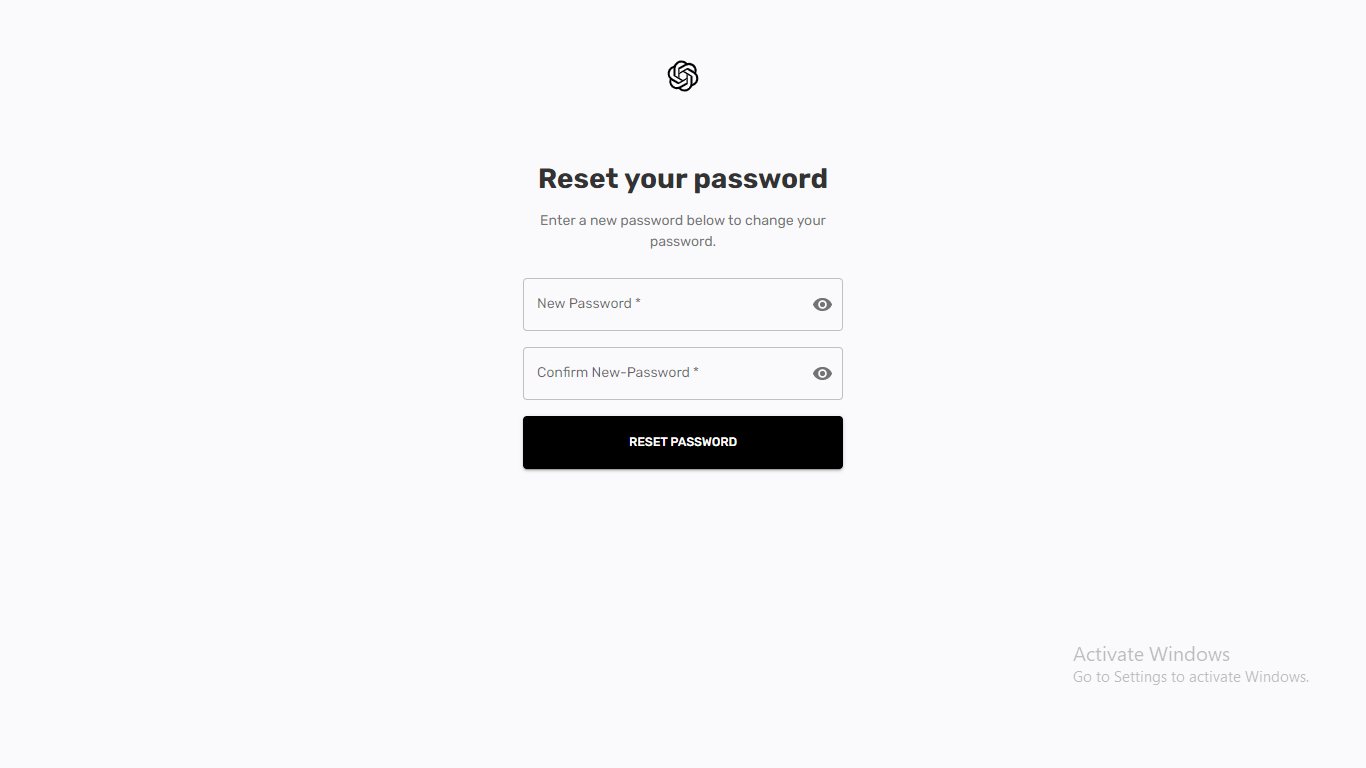 Reset your password
Enter a new password below to change your
password.
New Password *
Confirm New-Password *
RESET PASSWORD
Activate Windows
Go to Settings to activate Windows.